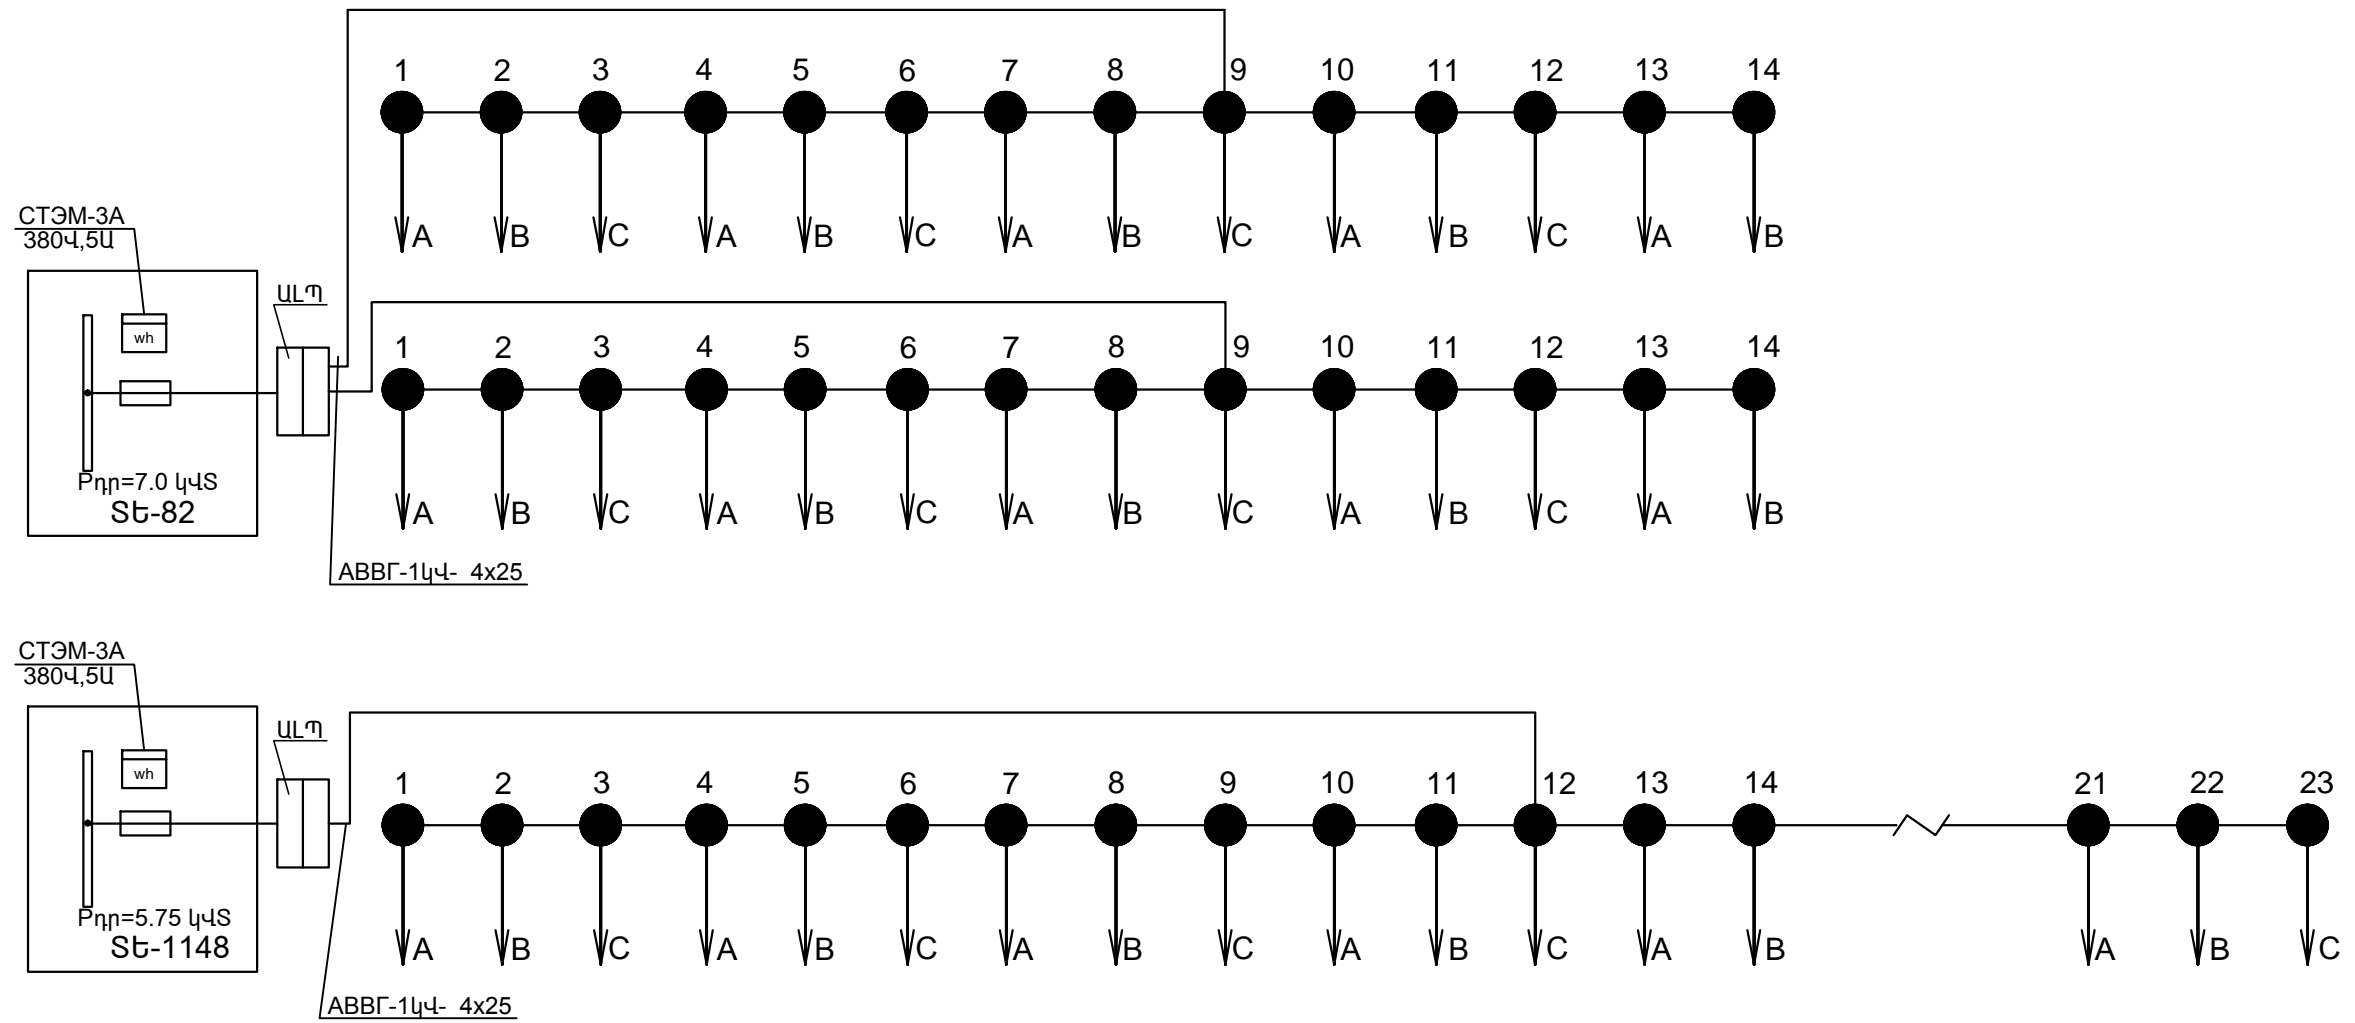 1 2 3 4 5 6 7 8 9 10 11 12 13 14
A B C A B C A B C A B C A B
СТЭМ-3А
380Վ,5Ա
ԱԼՊ
wh
1 2 3 4 5 6 7 8 9 10 11 12 13 14
Pդր=7.0 կՎՏ
ՏԵ-82
A B C A B C A B C A B C A B
АВВГ-1կՎ- 4x25
СТЭМ-3А
380Վ,5Ա
ԱԼՊ
wh
1 2 3 4 5 6 7 8 9 10 11 12 13 14 21 22 23
Pդր=5.75 կՎՏ
ՏԵ-1148
A B C A B C A B C A B C A B A B C
АВВГ-1կՎ- 4x25